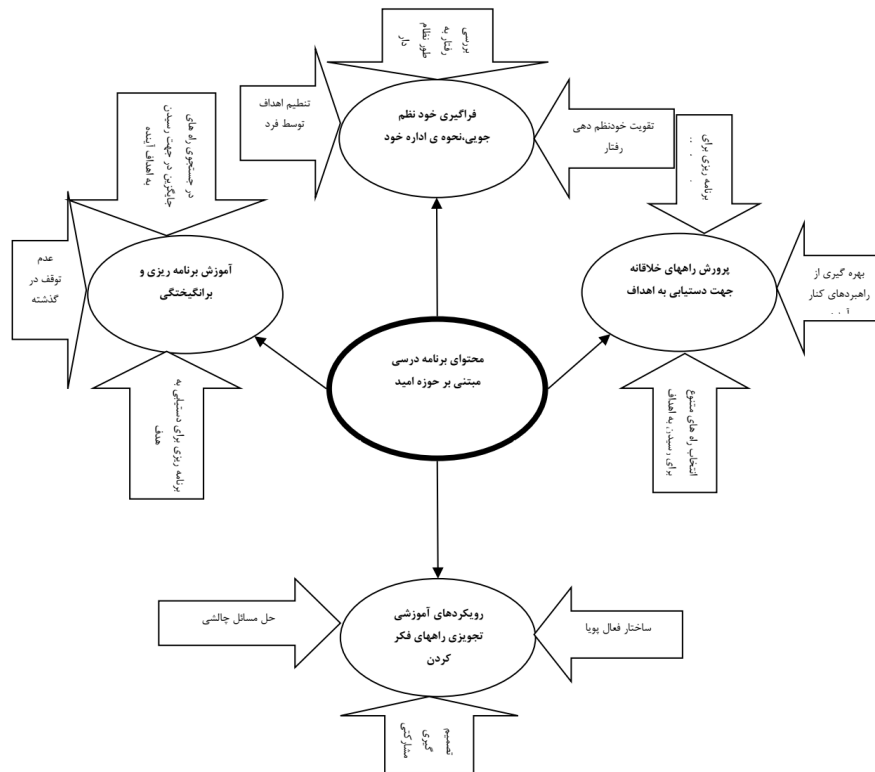 بررسی
رفتار به
طور نظام
دار
تنطیم اهداف
توسط فرد
فراگیری خود نظم
جویی،نحوه ی اداره خود
تقویت خودنظم دهی
رفتار
برنامه ریزی برای
در جستجوی راه های
جایگزین در جهت رسیدن
به اهداف آینده
عدم
توقف در
گذشته
آموزش برنامه ریزی و
برانگیختگی
پرورش راههای خلاقانه
جهت دستیابی به اهداف
بهره گیری از
راهبردهای کنار
محتوای برنامه درسی
مبتنی بر حوزه امید
برنامه ریزی برای دستیابی به
هدف
انتخاب راه های متنوع
برای رسیدن به اهداف
رویکردهای آموزشی
تجویزی راههای فکر
کردن
حل مسائل چالشی
ساختار فعال پویا
تصمیم
گیری
مشارکتی